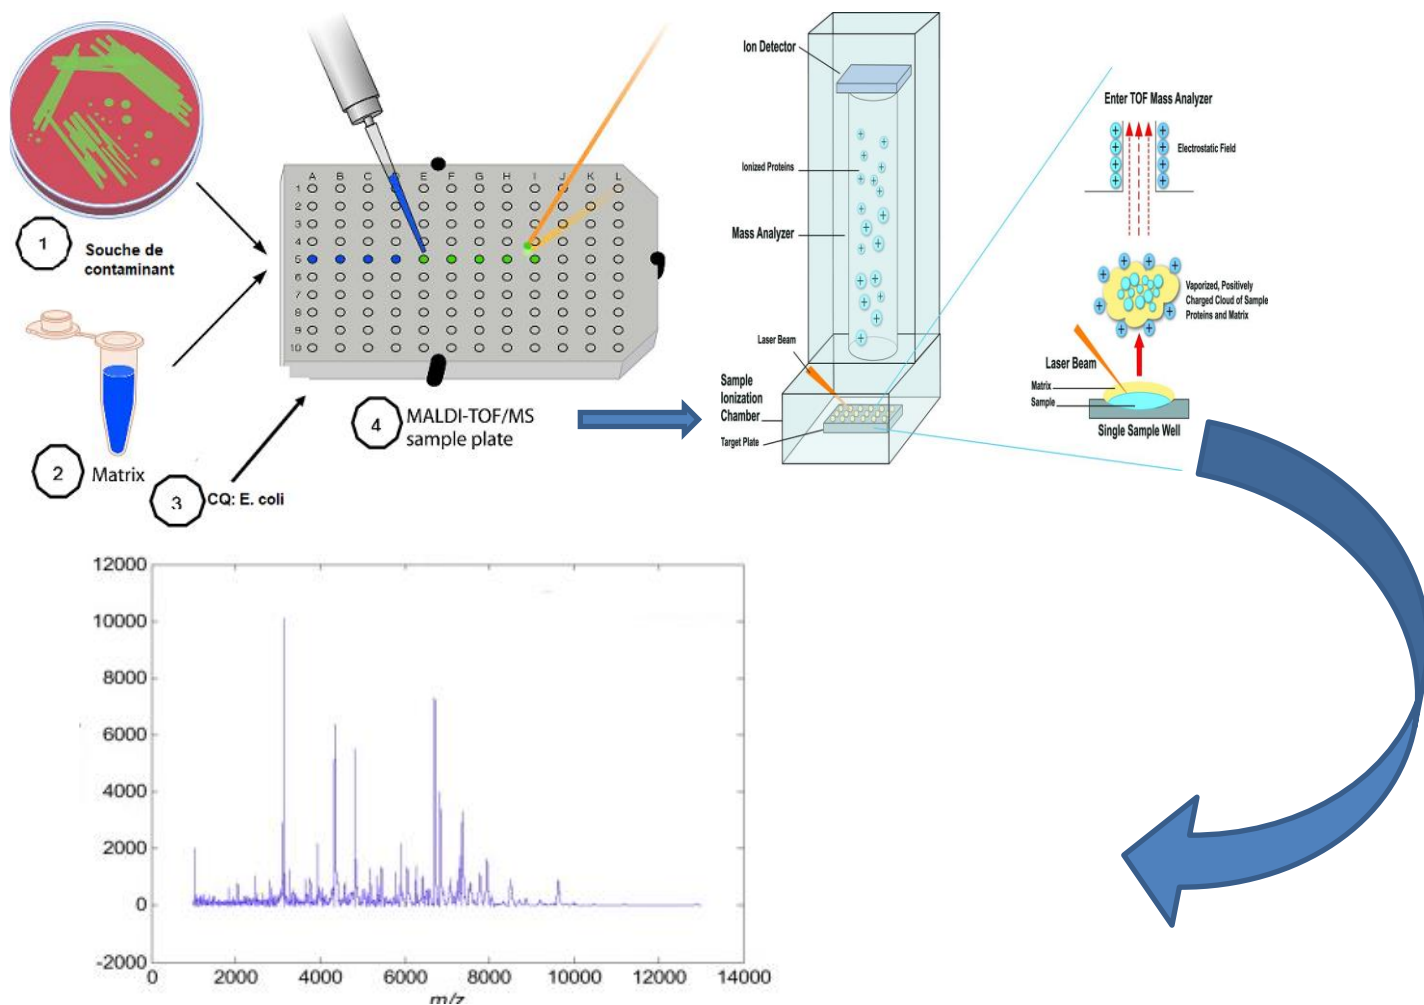 1
Souche de
contaminant
2
Matrix
3
CQ: E. coli
A B C D E F G H I J K L
1
2
3
4
5
6
7
8
9
10
4
MALDI-TOF/MS
sample plate
Ion Detector
Ionized Proteins
Mass Analyzer
Laser Beam
Sample
Ionization
Chamber
Target Plate
Enter TOF Mass Analyzer
Electrostatic Field
Vaporized, Positively
Charged Cloud of Sample
Proteins and Matrix
Laser Beam
Matrix
Sample
Single Sample Well
12000
10000
8000
6000
4000
2000
0
-2000
0 2000 4000 6000 8000 10000 12000 14000
m/z